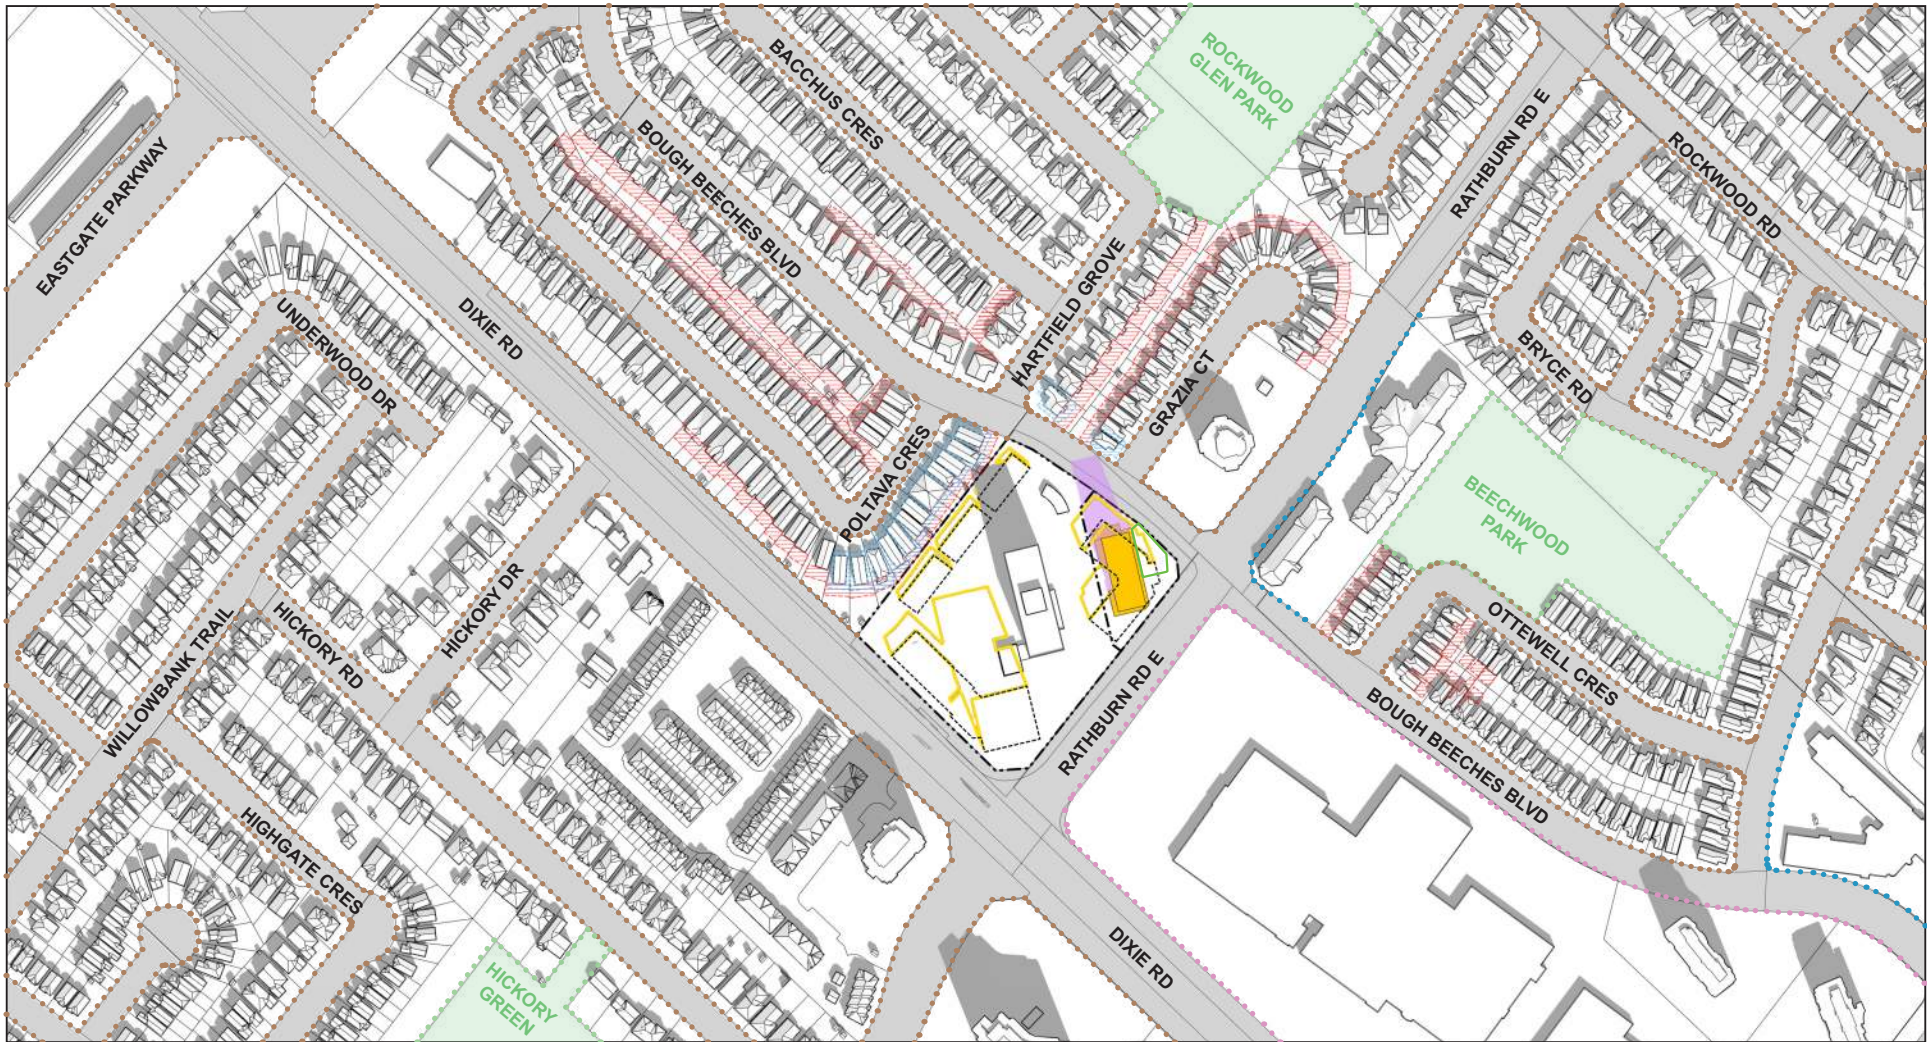 ROCKWOOD
GLEN PARK
BACCHUS CRES
BOUGH BEECHES BLVD
RATHBURN RD E
ROCKWOOD RD
EASTGATE PARKWAY
HARTFIELD GROVE
UNDERWOOD DR
DIXIE RD
GRAZIA CT
BRYCE RD
POLTAVA CRES
BEECHWOOD
PARK
HICKORY DR
OTTEWELL CRES
WILLOWBANK TRAIL
HICKORY RD
RATHBURN RD E
BOUGH BEECHES BLVD
HIGHGATE CRES
DIXIE RD
HICKORY
GREEN